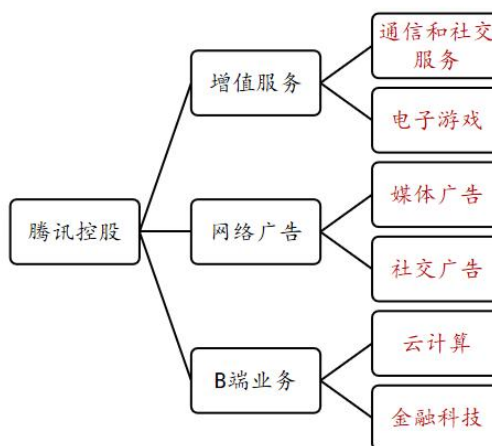 腾讯控股
增值服务
通信和社交
服务
电子游戏
网络广告
媒体广告
社交广告
B端业务
云计算
金融科技